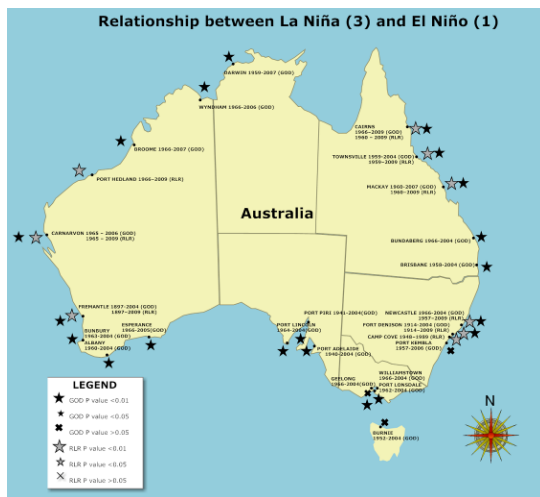 Relationship between La Niña (3) and El Niño (1)
DARWIN 1959-2007 (GOD)
WYNDHAM 1966-2006 (GOD)
BROOME 1966-2007 (GOD)
PORT HEDLAND 1966-2009 (RLR)
CAIRNS
1966-2009 (GOD)
1960 - 2009 (RLR)
TOWNSVILLE 1959-2004 (GOD)
1959-2009 (RLR)
MACKAY 1960-2007 (GOD)
1960-2009 (RLR)
Australia
CARNARVON 1965 - 2006 (GOD)
1965 - 2009 (RLR)
BUNDABERG 1966-2004 (GOD)
BRISBANE 1958-2004 (GOD)
FREMANTLE 1897-2004 (GOD)
1897-2009 (RLR)
BUNBURY
1963-2004 (GOD)
ALBANY
1960-2004 (GOD)
ESPERANCE
1966-2005(GOD)
PORT PIRI 1941-2004(GOD)
PORT LINCOLN
1964-2004(GOD)
PORT ADELAIDE
1940-2004 (GOD)
NEWCASTLE 1966-2004 (GOD)
1957-2009 (RLR)
PORT DENISON 1914-2004 (GOD)
1914-2009 (RLR)
CAMP COVE 1948-1989 (RLR)
PORT KEMBLA
1957-2006 (GOD)
WILLIAMSTOWN
1966-2004 (GOD)
GEELONG
1966-2004(GOD)
PORT LONSDALE
1962-2004 (GOD)
BURNIE
1952-2004 (GOD)
LEGEND
GOD P value <0.01
GOD P value <0.05
GOD P value >0.05
RLR P value <0.01
RLR P value <0.05
RLR P value >0.05
N